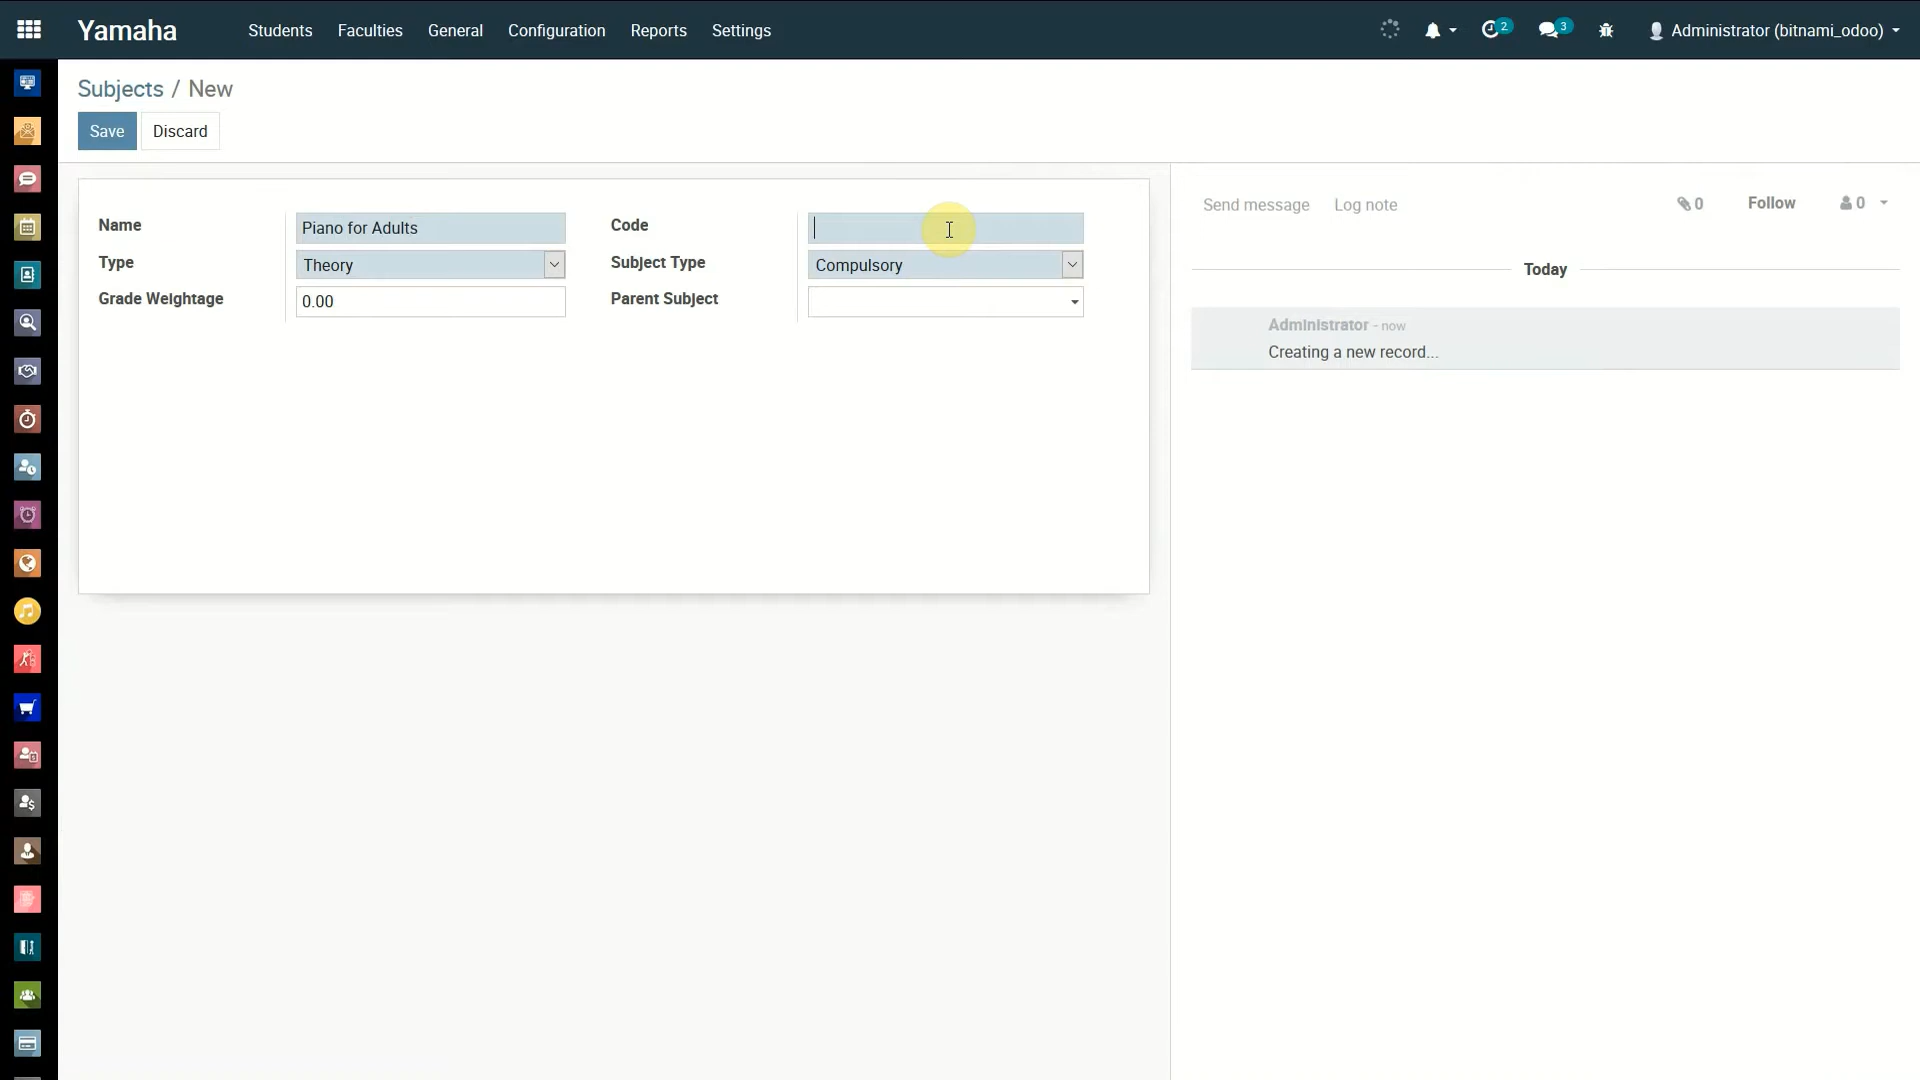 Yamaha Students Faculties General Configuration Reports Settings 2 3 Administrator (bitnami_odoo)
Subjects / New
Save Discard
Send message Log note 0 Follow 0
Name Piano for Adults Code
Type Theory Subject Type Compulsory
Grade Weightage 0.00 Parent Subject
Today
Administrator - now
Creating a new record...